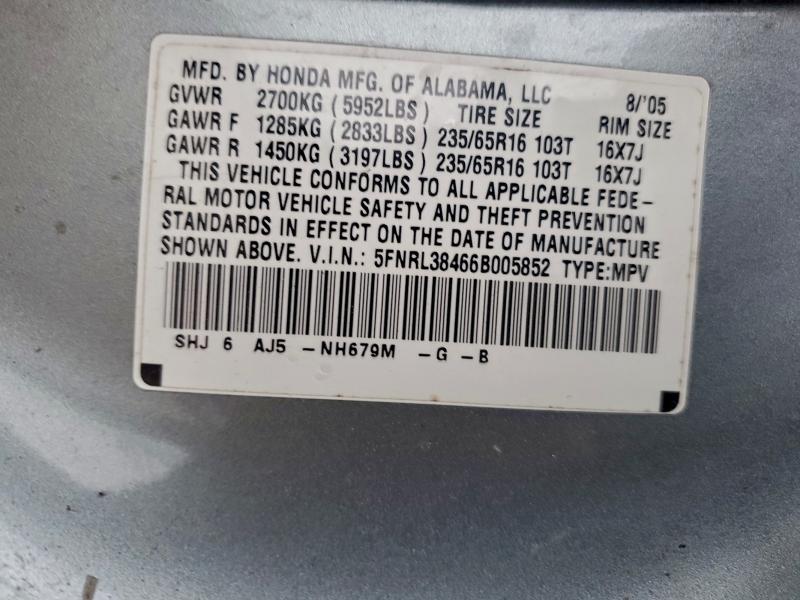 MFD. BY HONDA MFG. OF ALABAMA, LLC 8/'05
GVWR 2700KG (5952LBS) TIRE SIZE RIM SIZE
GAWR F 1285KG (2833LBS) 235/65R16 103T 16X7J
GAWR R 1450KG (3197LBS) 235/65R16 103T 16X7J
THIS VEHICLE CONFORMS TO ALL APPLICABLE FEDE-
RAL MOTOR VEHICLE SAFETY AND THEFT PREVENTION
STANDARDS IN EFFECT ON THE DATE OF MANUFACTURE
SHOWN ABOVE. V.I.N.: 5FNRL38466B005852 TYPE:MPV
SHJ 6 AJ5 -NH679M -G -B